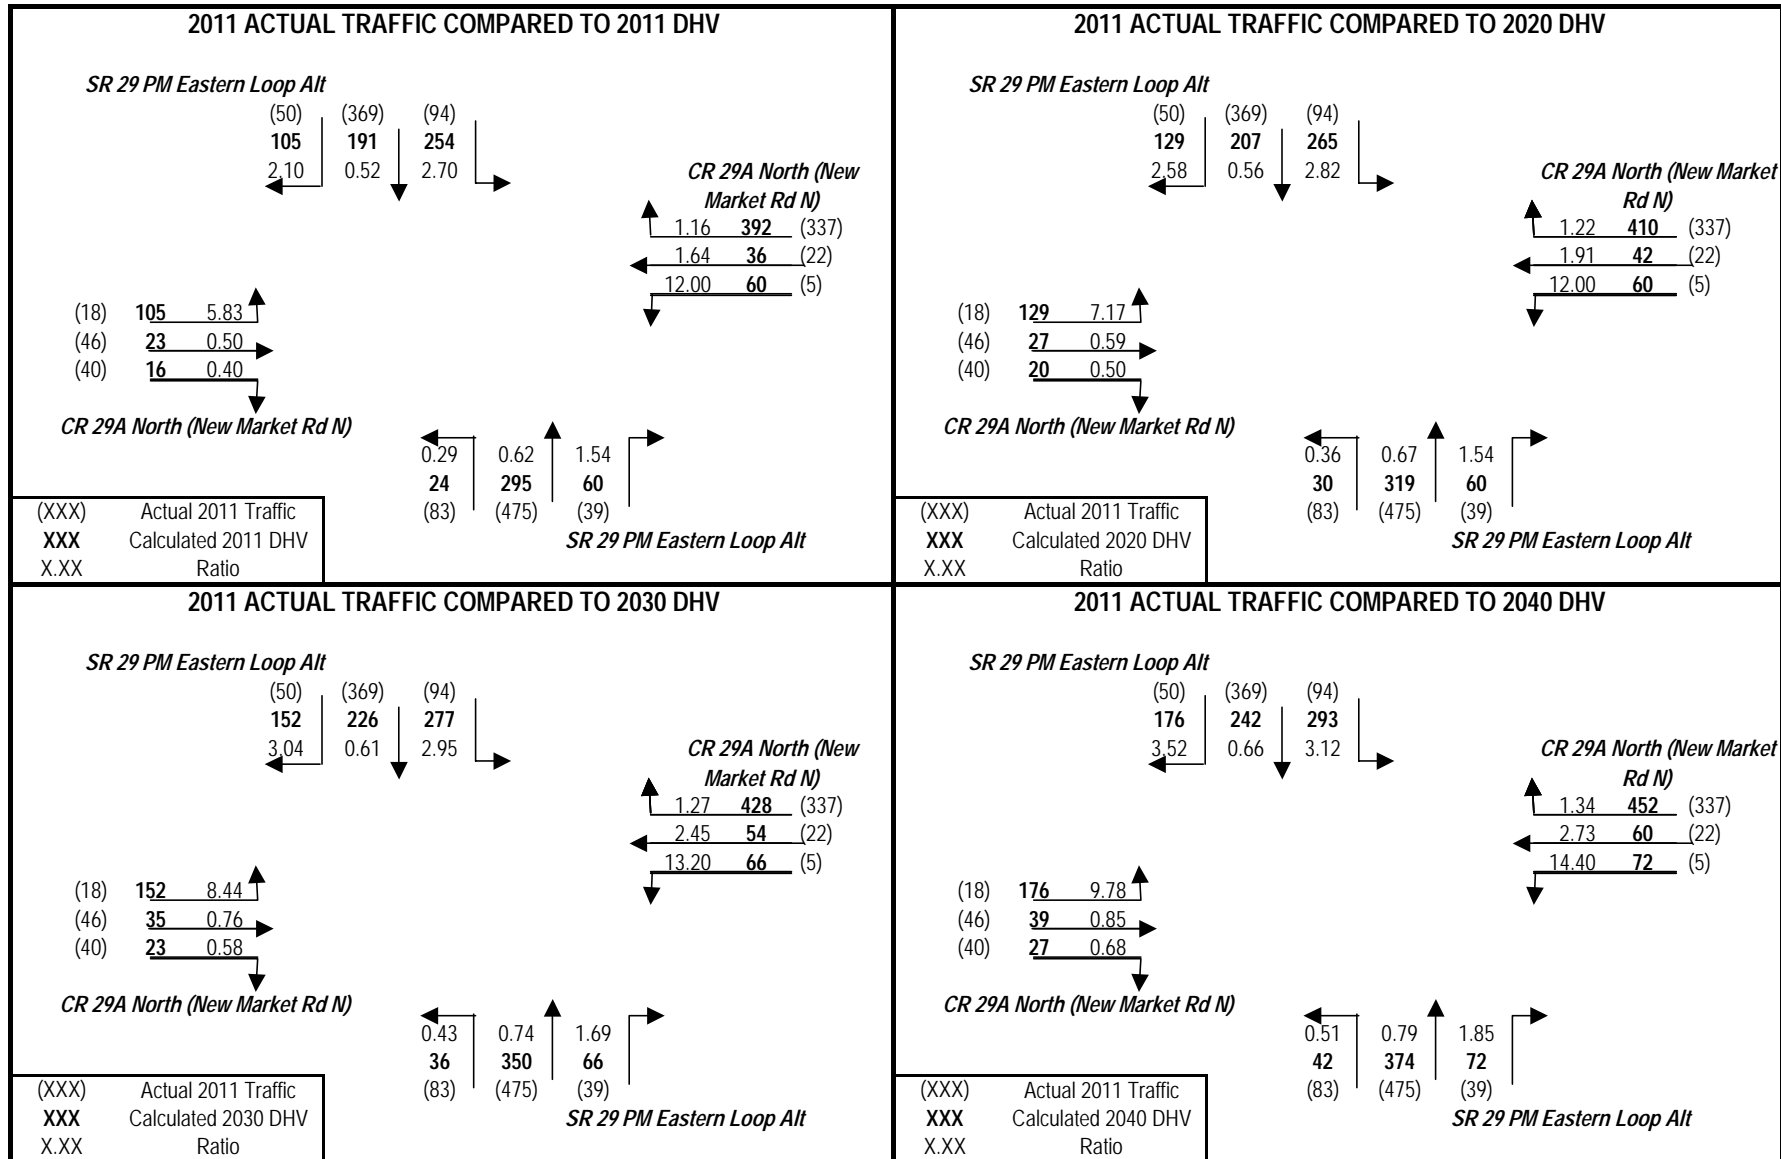 2011 ACTUAL TRAFFIC COMPARED TO 2011 DHV
SR 29 PM Eastern Loop Alt
(50) (369) (94)
105 191 254
2.10 0.52 2.70
CR 29A North (New
Market Rd N)
1.16 392 (337)
1.64 36 (22)
12.00 60 (5)
(18) 105 5.83
(46) 23 0.50
(40) 16 0.40
CR 29A North (New Market Rd N)
0.29 0.62 1.54
24 295 60
(83) (475) (39)
SR 29 PM Eastern Loop Alt
(XXX) Actual 2011 Traffic
XXX Calculated 2011 DHV
X.XX Ratio
2011 ACTUAL TRAFFIC COMPARED TO 2020 DHV
SR 29 PM Eastern Loop Alt
(50) (369) (94)
129 207 265
2.58 0.56 2.82
CR 29A North (New Market
Rd N)
1.22 410 (337)
1.91 42 (22)
12.00 60 (5)
(18) 129 7.17
(46) 27 0.59
(40) 20 0.50
CR 29A North (New Market Rd N)
0.36 0.67 1.54
30 319 60
(83) (475) (39)
SR 29 PM Eastern Loop Alt
(XXX) Actual 2011 Traffic
XXX Calculated 2020 DHV
X.XX Ratio
2011 ACTUAL TRAFFIC COMPARED TO 2030 DHV
SR 29 PM Eastern Loop Alt
(50) (369) (94)
152 226 277
3.04 0.61 2.95
CR 29A North (New
Market Rd N)
1.27 428 (337)
2.45 54 (22)
13.20 66 (5)
(18) 152 8.44
(46) 35 0.76
(40) 23 0.58
CR 29A North (New Market Rd N)
0.43 0.74 1.69
36 350 66
(83) (475) (39)
SR 29 PM Eastern Loop Alt
(XXX) Actual 2011 Traffic
XXX Calculated 2030 DHV
X.XX Ratio
2011 ACTUAL TRAFFIC COMPARED TO 2040 DHV
SR 29 PM Eastern Loop Alt
(50) (369) (94)
176 242 293
3.52 0.66 3.12
CR 29A North (New Market
Rd N)
1.34 452 (337)
2.73 60 (22)
14.40 72 (5)
(18) 176 9.78
(46) 39 0.85
(40) 27 0.68
CR 29A North (New Market Rd N)
0.51 0.79 1.85
42 374 72
(83) (475) (39)
SR 29 PM Eastern Loop Alt
(XXX) Actual 2011 Traffic
XXX Calculated 2040 DHV
X.XX Ratio